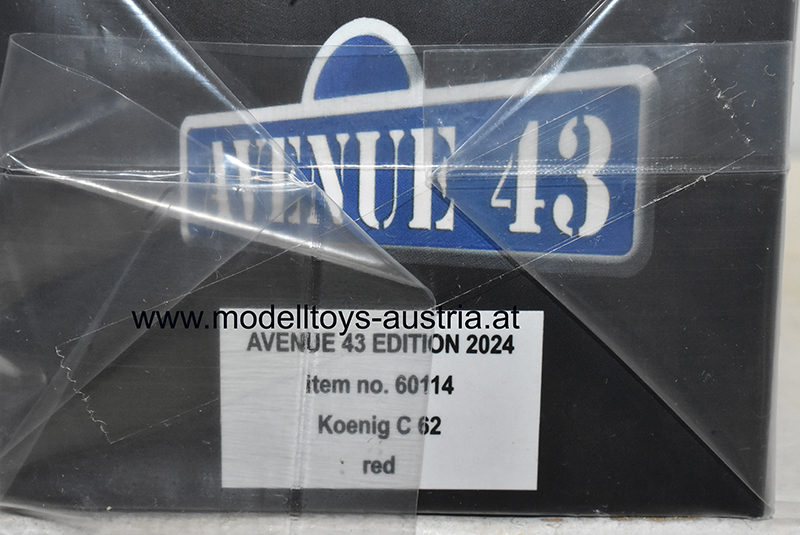 AVENUE 43
www.modelltoys-austria.at
AVENUE 43 EDITION 2024
item no. 60114
Koenig C 62
red